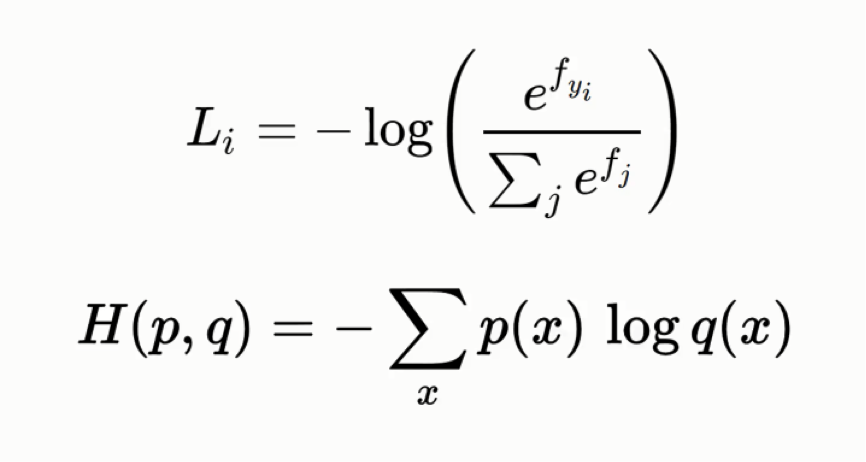 L_i = -\log\left(\frac{e^{f_{y_i}}}{\sum_j e^{f_j}}\right)
H(p, q) = -\sum_x p(x) \log q(x)